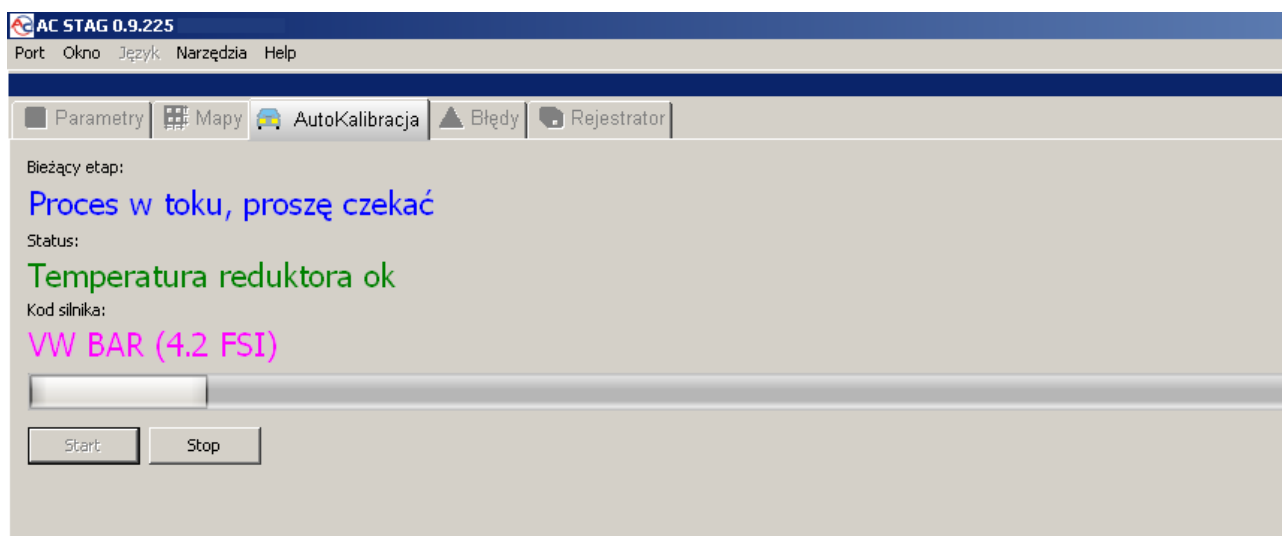 AC STAG 0.9.225
Port Okno Język Narzędzia Help
Parametry Mapy AutoKalibracja Błędy Rejestrator
Bieżący etap:
Proces w toku, proszę czekać
Status:
Temperatura reduktora ok
Kod silnika:
VW BAR (4.2 FSI)
Start Stop